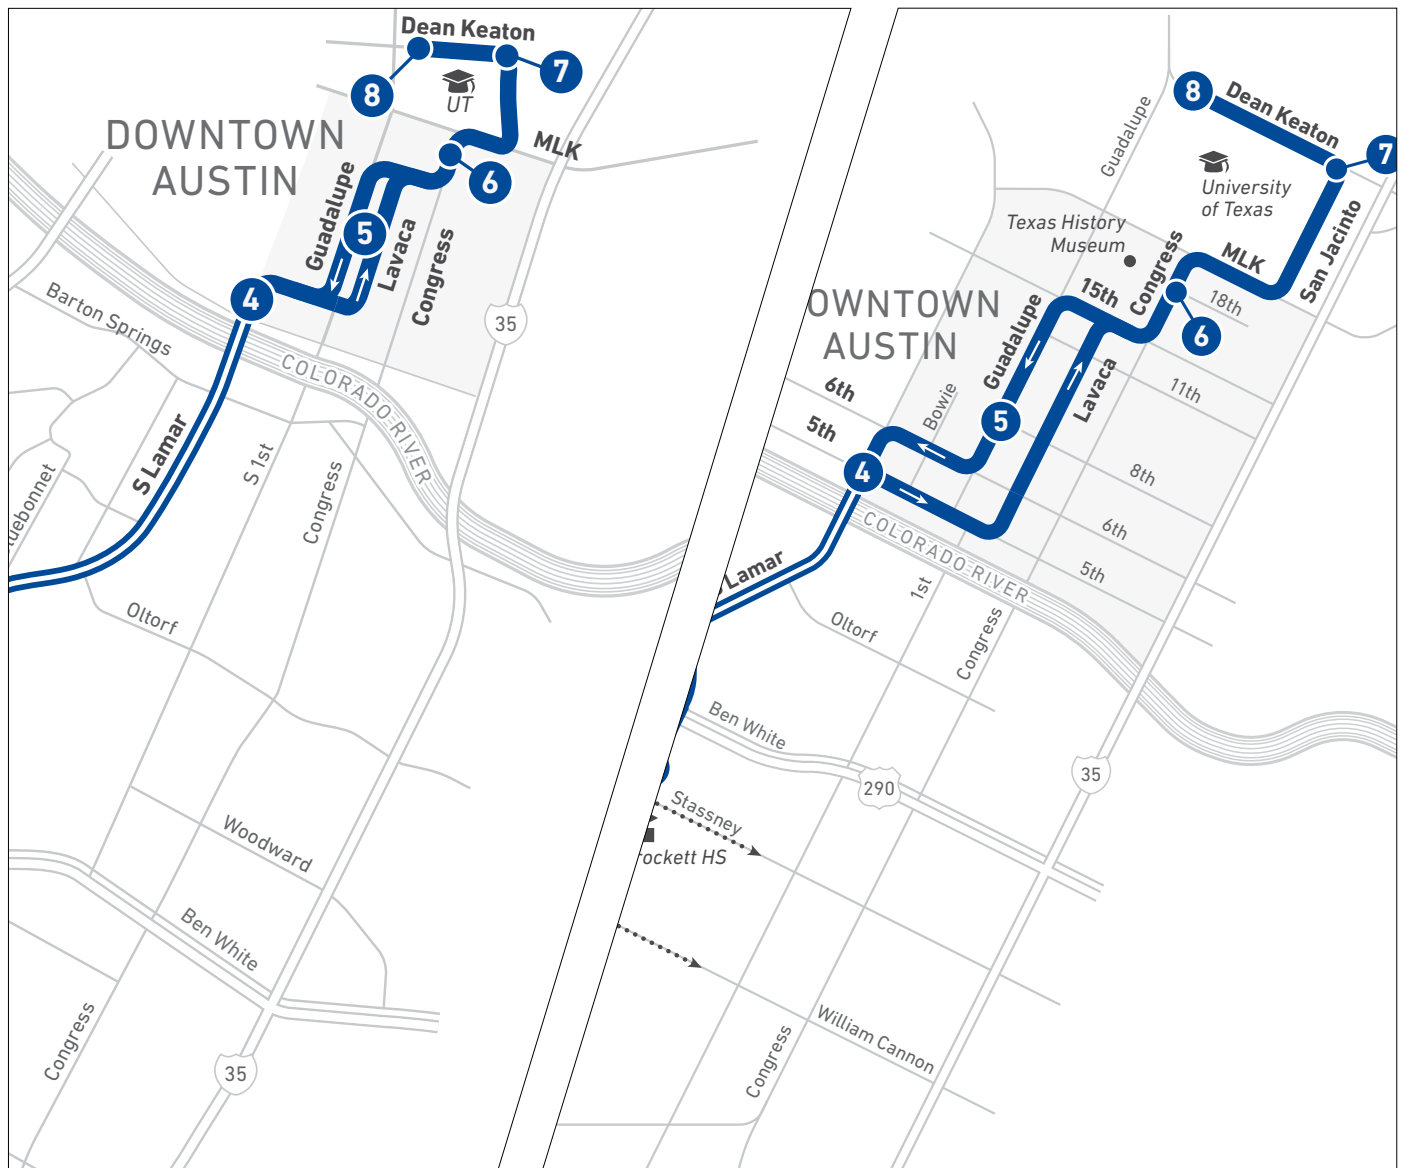 Dean Keaton
8
7
UT
DOWNTOWN
AUSTIN
MLK
6
Guadalupe
5
Lavaca
Congress
4
35
Barton Springs
COLORADO RIVER
S Lamar
S 1st
Congress
luebonnet
Oltorf
Woodward
Ben White
Congress
35
8
Dean Keaton
7
Guadalupe
University
of Texas
Texas History
Museum
San Jacinto
Congress
MLK
15th
18th
6
OWNTOWN
AUSTIN
Guadalupe
6th
Bowie
Lavaca
11th
5th
5
4
8th
6th
5th
COLORADO RIVER
Lamar
1st
Congress
Oltorf
Ben White
290
35
Stassney
rockett HS
William Cannon
Congress